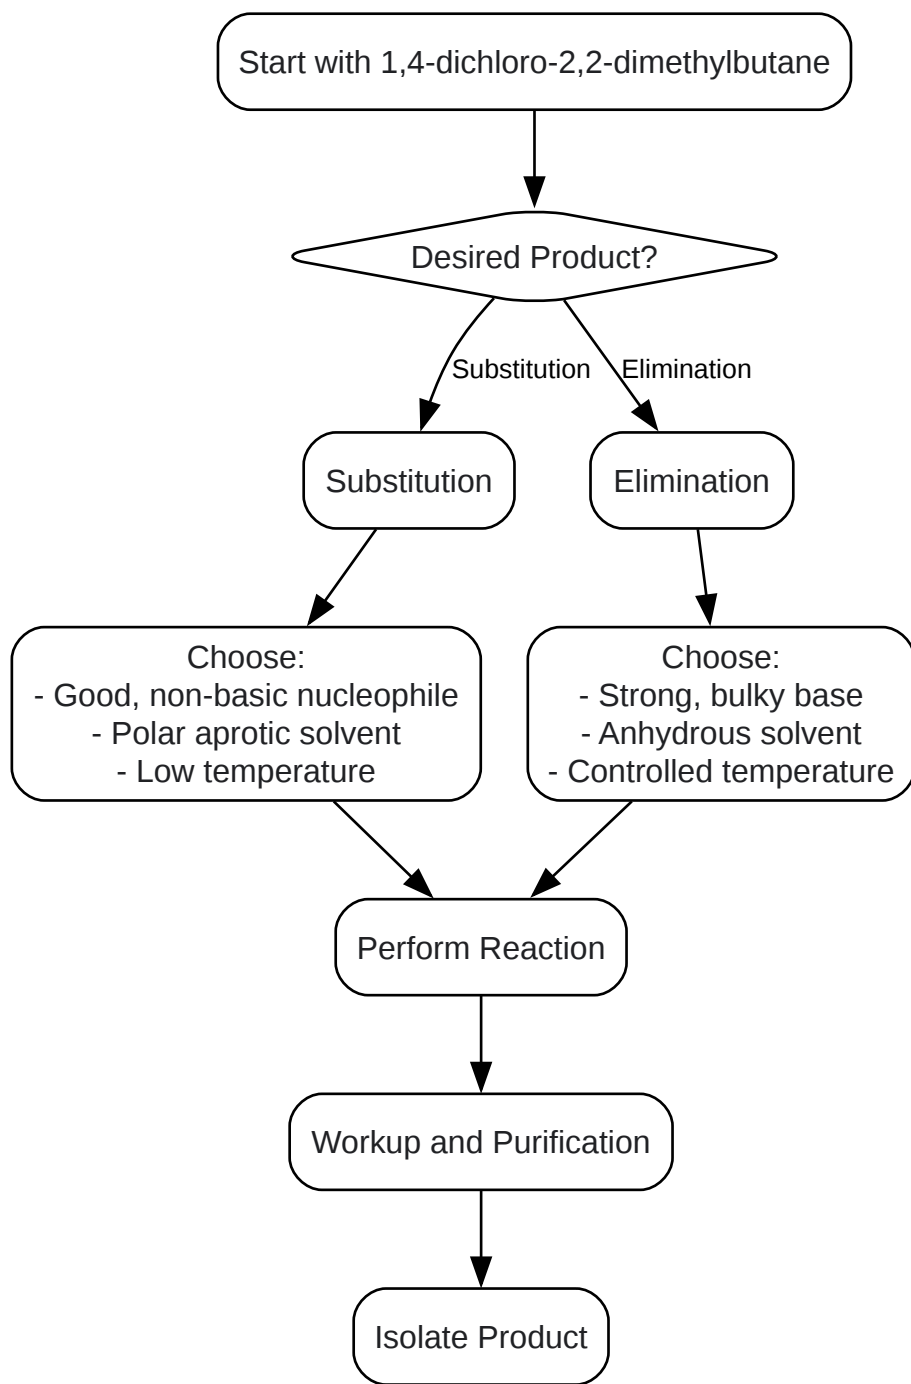 Start with 1,4-dichloro-2,2-dimethylbutane
Desired Product?
Substitution
Elimination
Substitution
Elimination
Choose:
- Good, non-basic nucleophile
- Polar aprotic solvent
- Low temperature
Choose:
- Strong, bulky base
- Anhydrous solvent
- Controlled temperature
Perform Reaction
Workup and Purification
Isolate Product